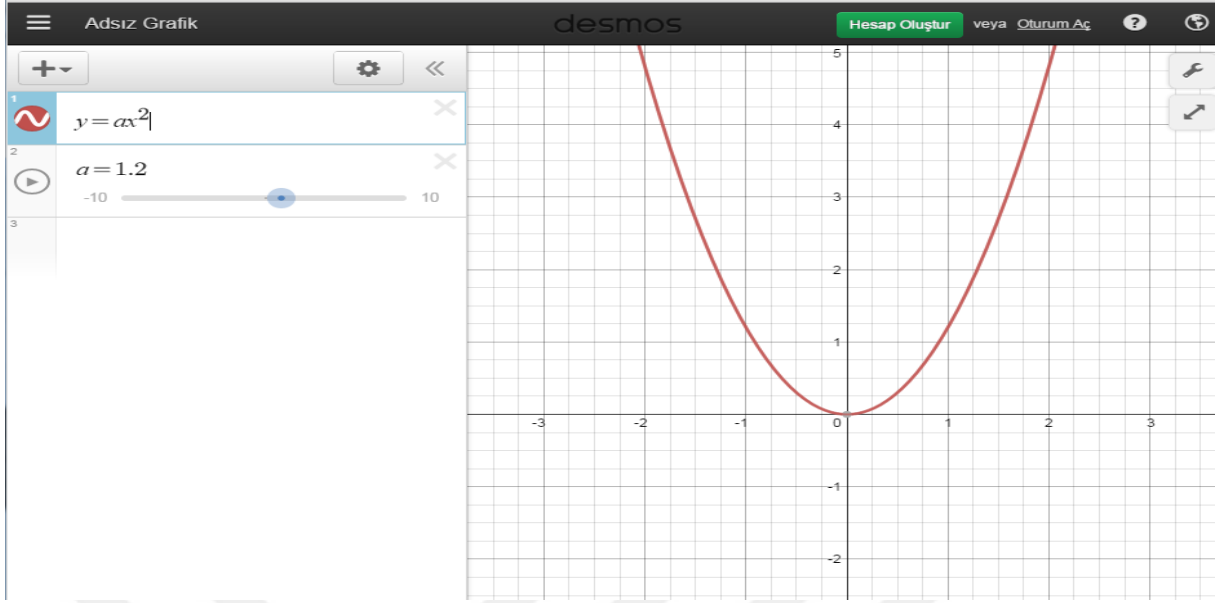 Adsız Grafik
desmos
Hesap Oluştur veya Oturum Aç ?
1
y=ax²
2
a=1.2
-10 10
3
5
4
3
2
1
-3 -2 -1 0 1 2 3
-1
-2